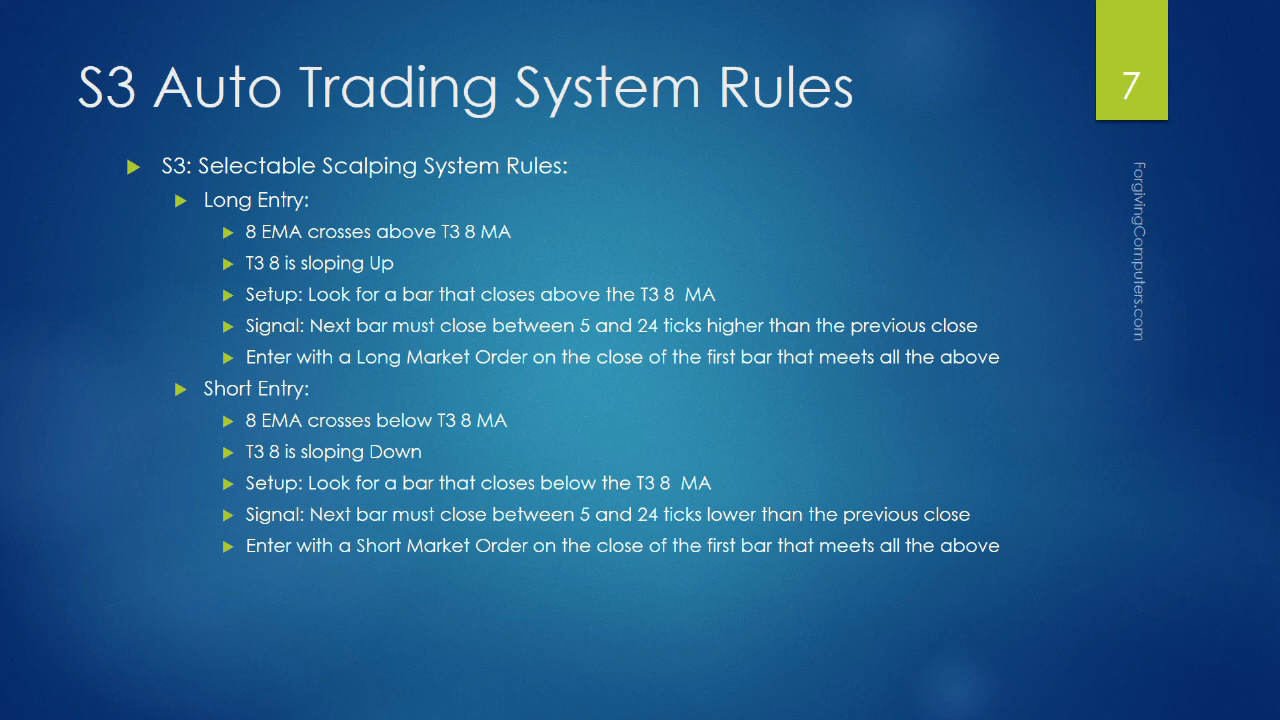 S3 Auto Trading System Rules
7
S3: Selectable Scalping System Rules:
Long Entry:
8 EMA crosses above T3 8 MA
T3 8 is sloping Up
Setup: Look for a bar that closes above the T3 8  MA
Signal: Next bar must close between 5 and 24 ticks higher than the previous close
Enter with a Long Market Order on the close of the first bar that meets all the above
Short Entry:
8 EMA crosses below T3 8 MA
T3 8 is sloping Down
Setup: Look for a bar that closes below the T3 8  MA
Signal: Next bar must close between 5 and 24 ticks lower than the previous close
Enter with a Short Market Order on the close of the first bar that meets all the above
ForgivingComputers.com